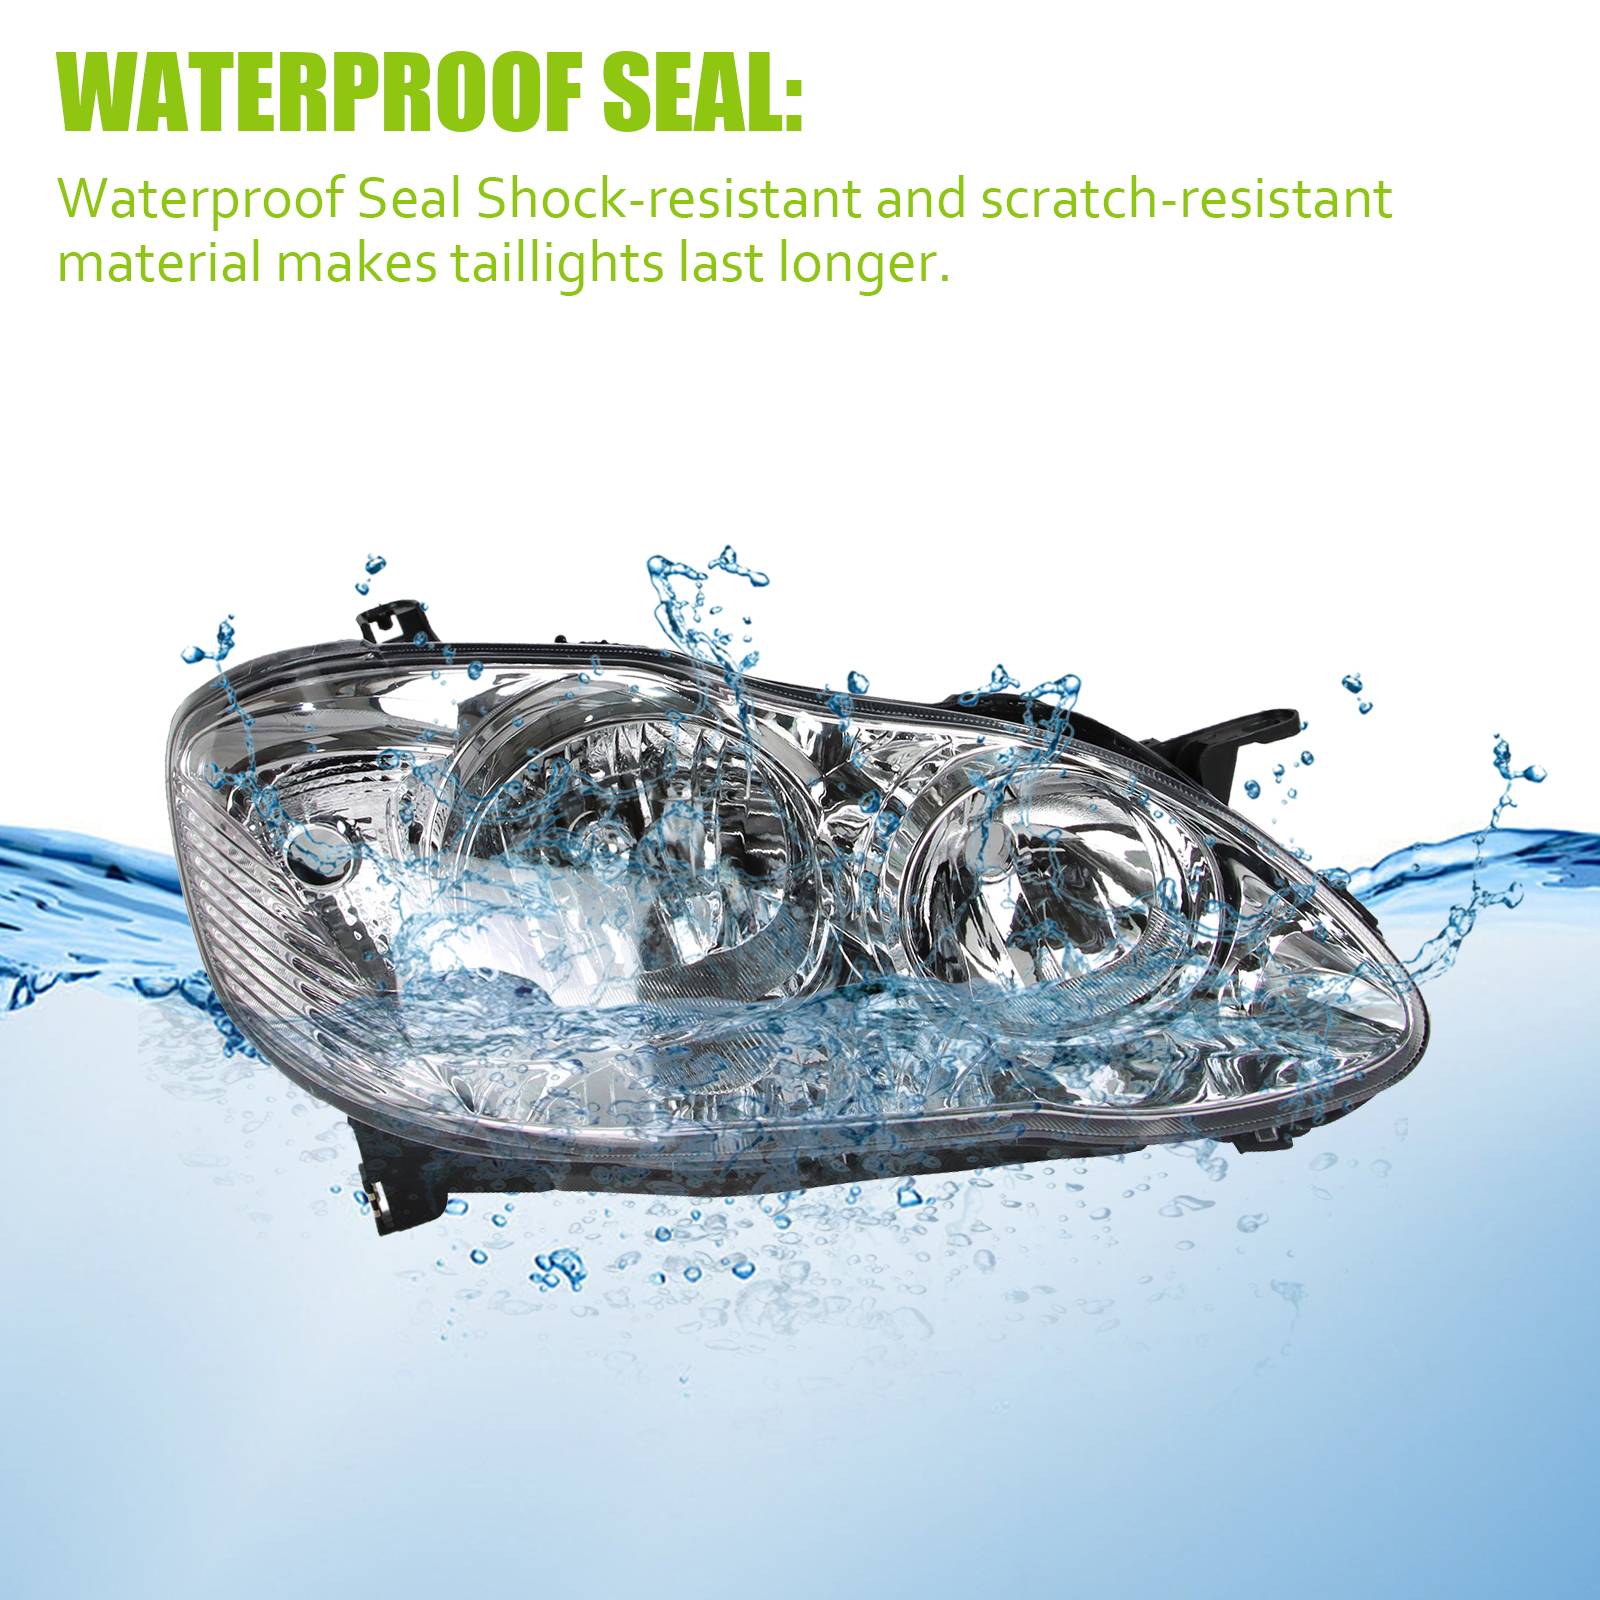 WATERPROOF SEAL:
Waterproof Seal Shock-resistant and scratch-resistant
material makes taillights last longer.